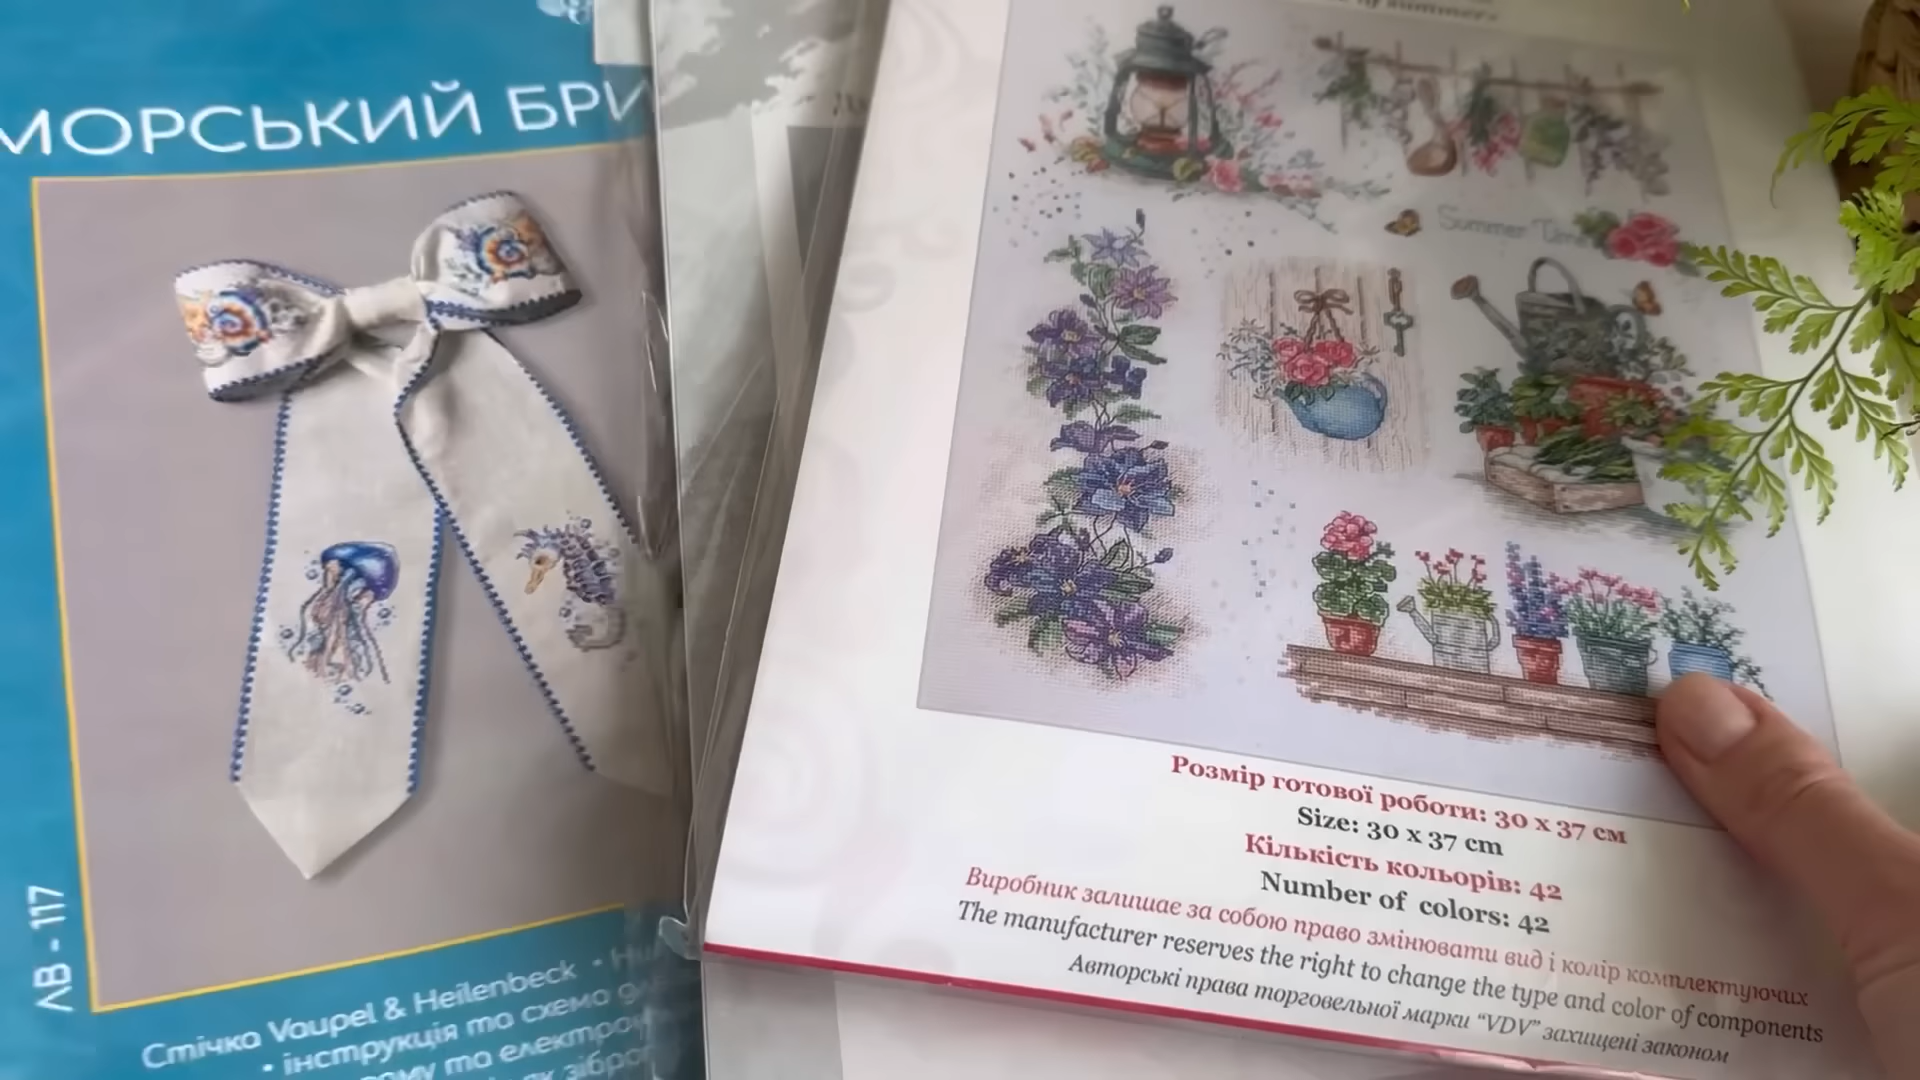 МОРСЬКИЙ БРИ
ЛВ - 117
Стічка Vaupel & Heilenbeck
• інструкція та схема
та електро
Summer Time
Розмір готової роботи: 30 х 37 см
Size: 30 x 37 cm
Кількість кольорів: 42
Number of colors: 42
Виробник залишає за собою право змінювати вид і колір комплектуючих
The manufacturer reserves the right to change the type and color of components
Авторські права торговельної марки “VDV” захищені законом